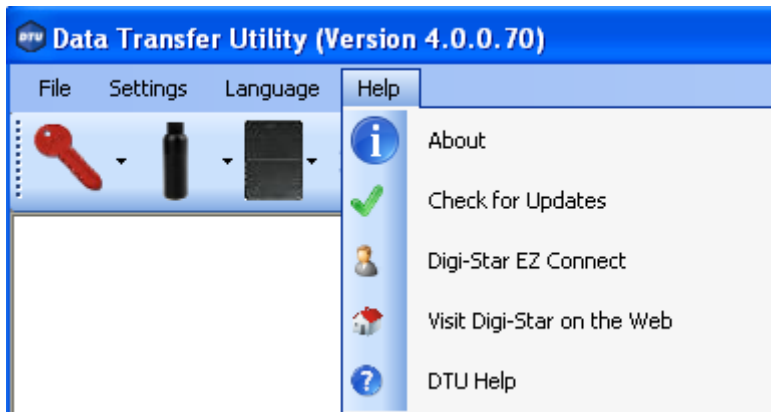 DTU Data Transfer Utility (Version 4.0.0.70)
File Settings Language Help
About
Check for Updates
Digi-Star EZ Connect
Visit Digi-Star on the Web
DTU Help